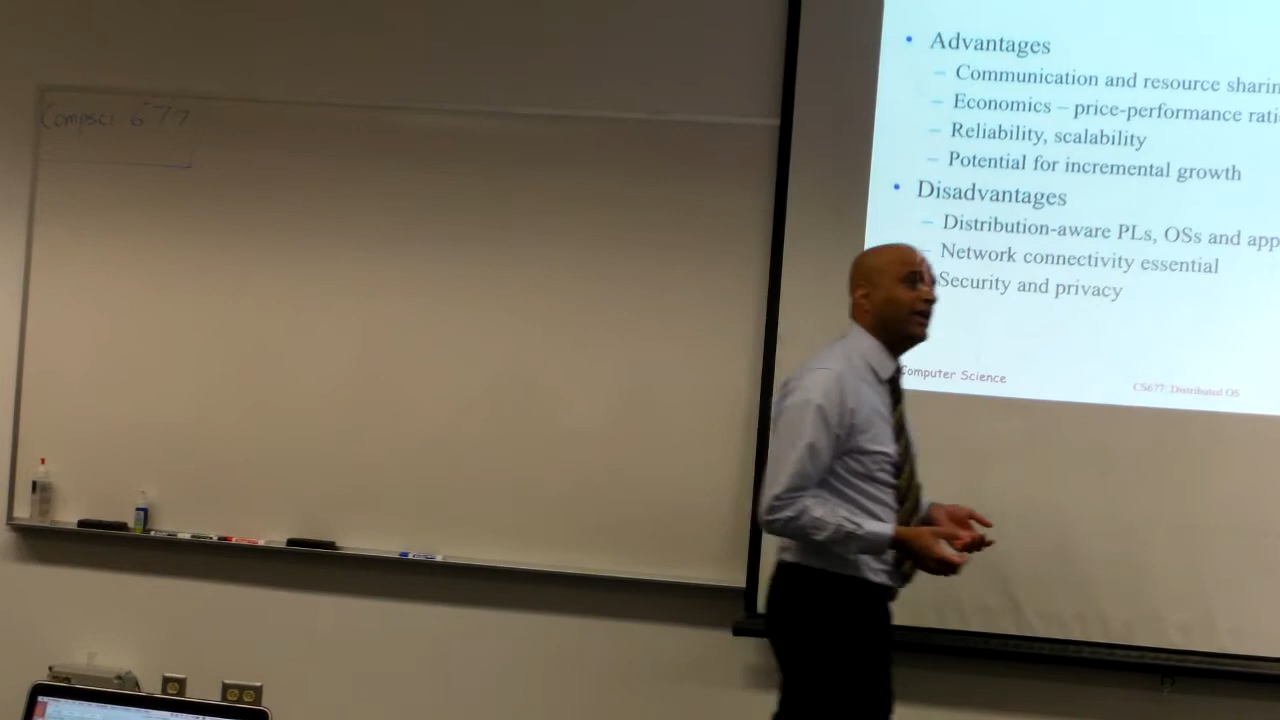 Compsci 677
• Advantages
– Communication and resource sharin
– Economics – price-performance rati
– Reliability, scalability
– Potential for incremental growth
• Disadvantages
– Distribution-aware PLs, OSs and app
– Network connectivity essential
Security and privacy
Computer Science
CS677: Distributed OS